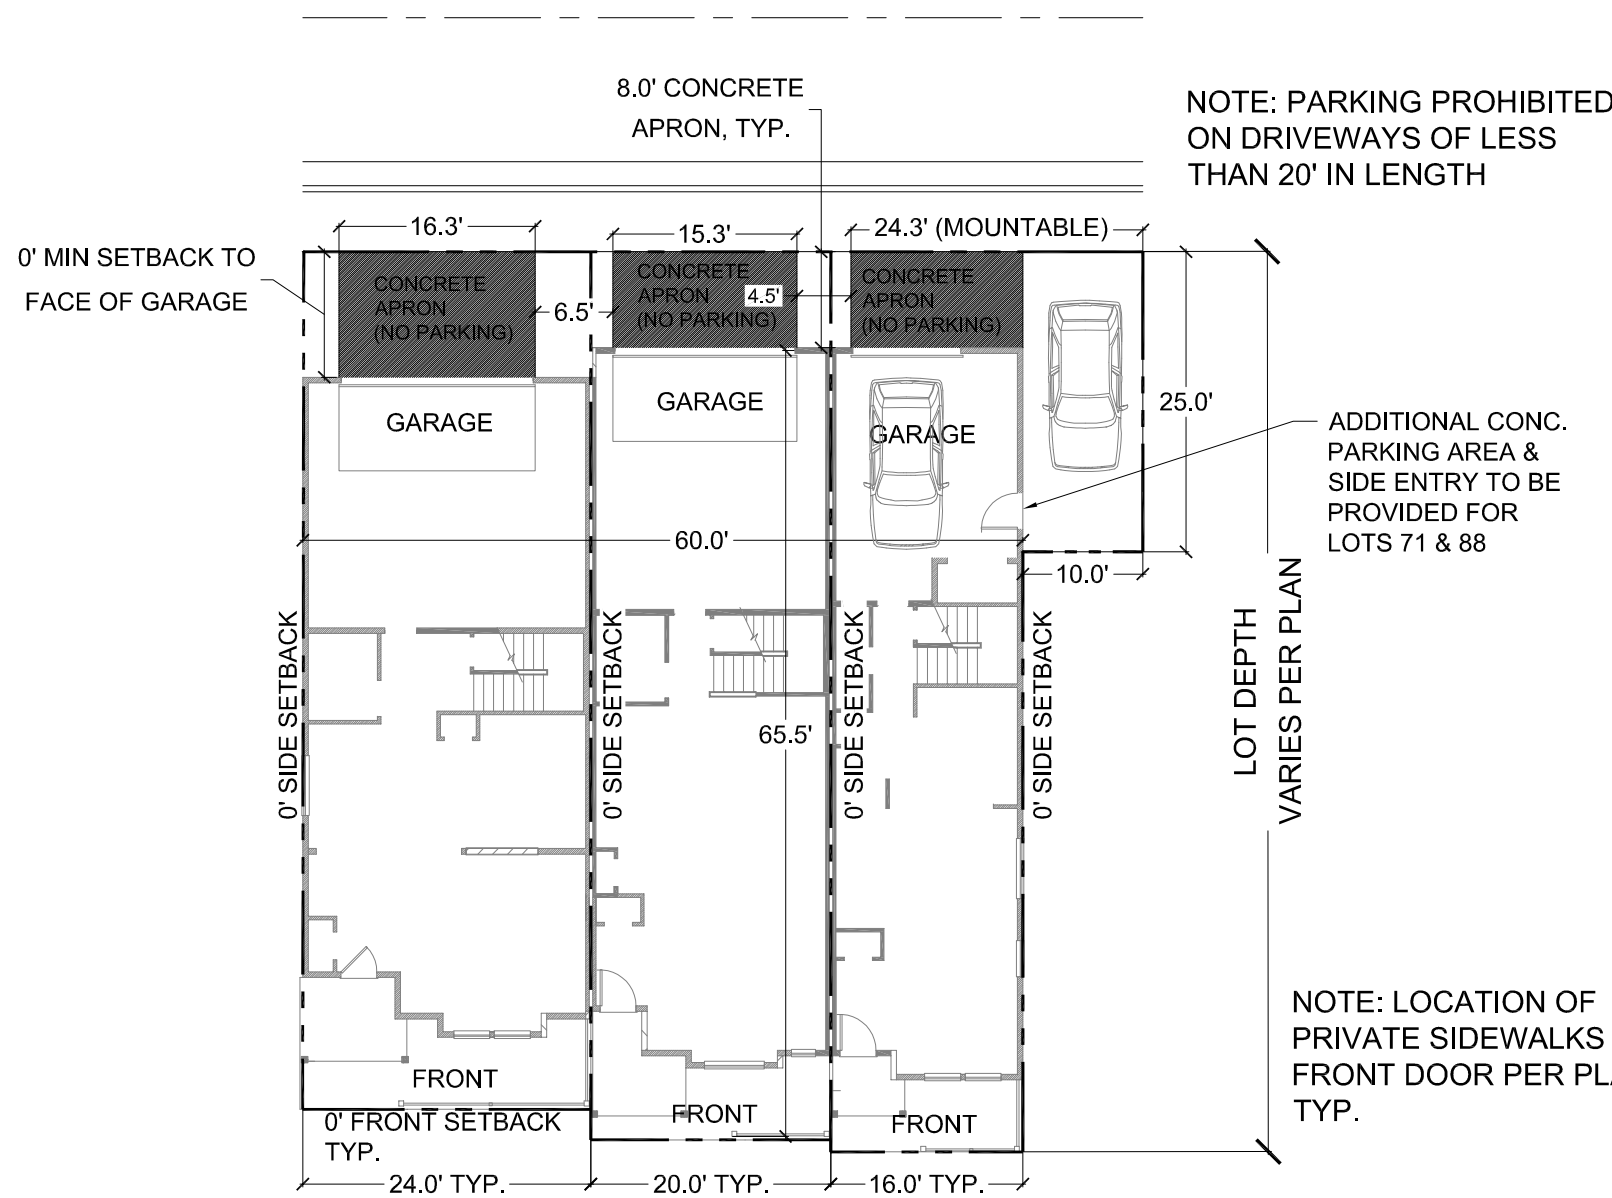 8.0' CONCRETE
APRON, TYP.
NOTE: PARKING PROHIBITED
ON DRIVEWAYS OF LESS
THAN 20' IN LENGTH
0' MIN SETBACK TO
FACE OF GARAGE
16.3'
15.3'
24.3' (MOUNTABLE)
CONCRETE
APRON
(NO PARKING)
6.5'
CONCRETE
APRON
(NO PARKING)
4.5'
CONCRETE
APRON
(NO PARKING)
GARAGE
GARAGE
GARAGE
25.0'
ADDITIONAL CONC.
PARKING AREA &
SIDE ENTRY TO BE
PROVIDED FOR
LOTS 71 & 88
60.0'
10.0'
0' SIDE SETBACK
0' SIDE SETBACK
0' SIDE SETBACK
0' SIDE SETBACK
65.5'
LOT DEPTH
VARIES PER PLAN
NOTE: LOCATION OF
PRIVATE SIDEWALKS
FRONT DOOR PER PLA
TYP.
FRONT
FRONT
FRONT
0' FRONT SETBACK
TYP.
24.0' TYP.
20.0' TYP.
16.0' TYP.